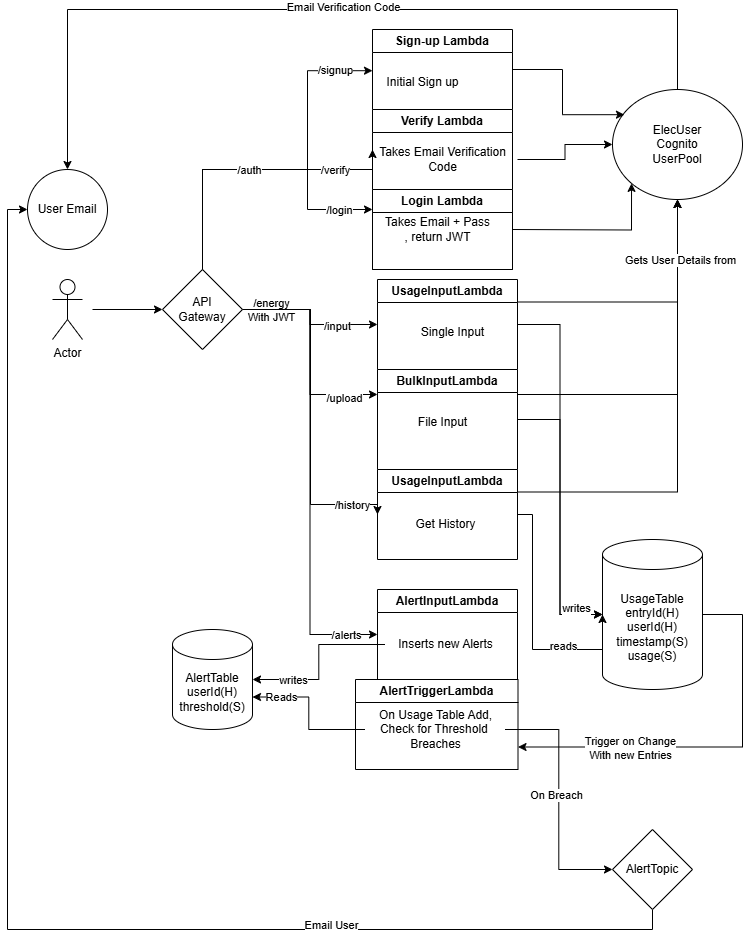 Email Verification Code
Sign-up Lambda
/signup
Initial Sign up
Verify Lambda
ElecUser
Cognito
UserPool
/auth
/verify
Takes Email Verification
Code
Login Lambda
/login
Takes Email + Pass
, return JWT
User Email
Gets User Details from
API
Gateway
/energy
With JWT
Actor
UsageInputLambda
/input
Single Input
BulkInputLambda
/upload
File Input
UsageInputLambda
/history
Get History
AlertInputLambda
/alerts
Inserts new Alerts
writes
reads
UsageTable
entryId(H)
userId(H)
timestamp(S)
usage(S)
AlertTable
userId(H)
threshold(S)
writes
Reads
AlertTriggerLambda
On Usage Table Add,
Check for Threshold
Breaches
Trigger on Change
With new Entries
On Breach
AlertTopic
Email User